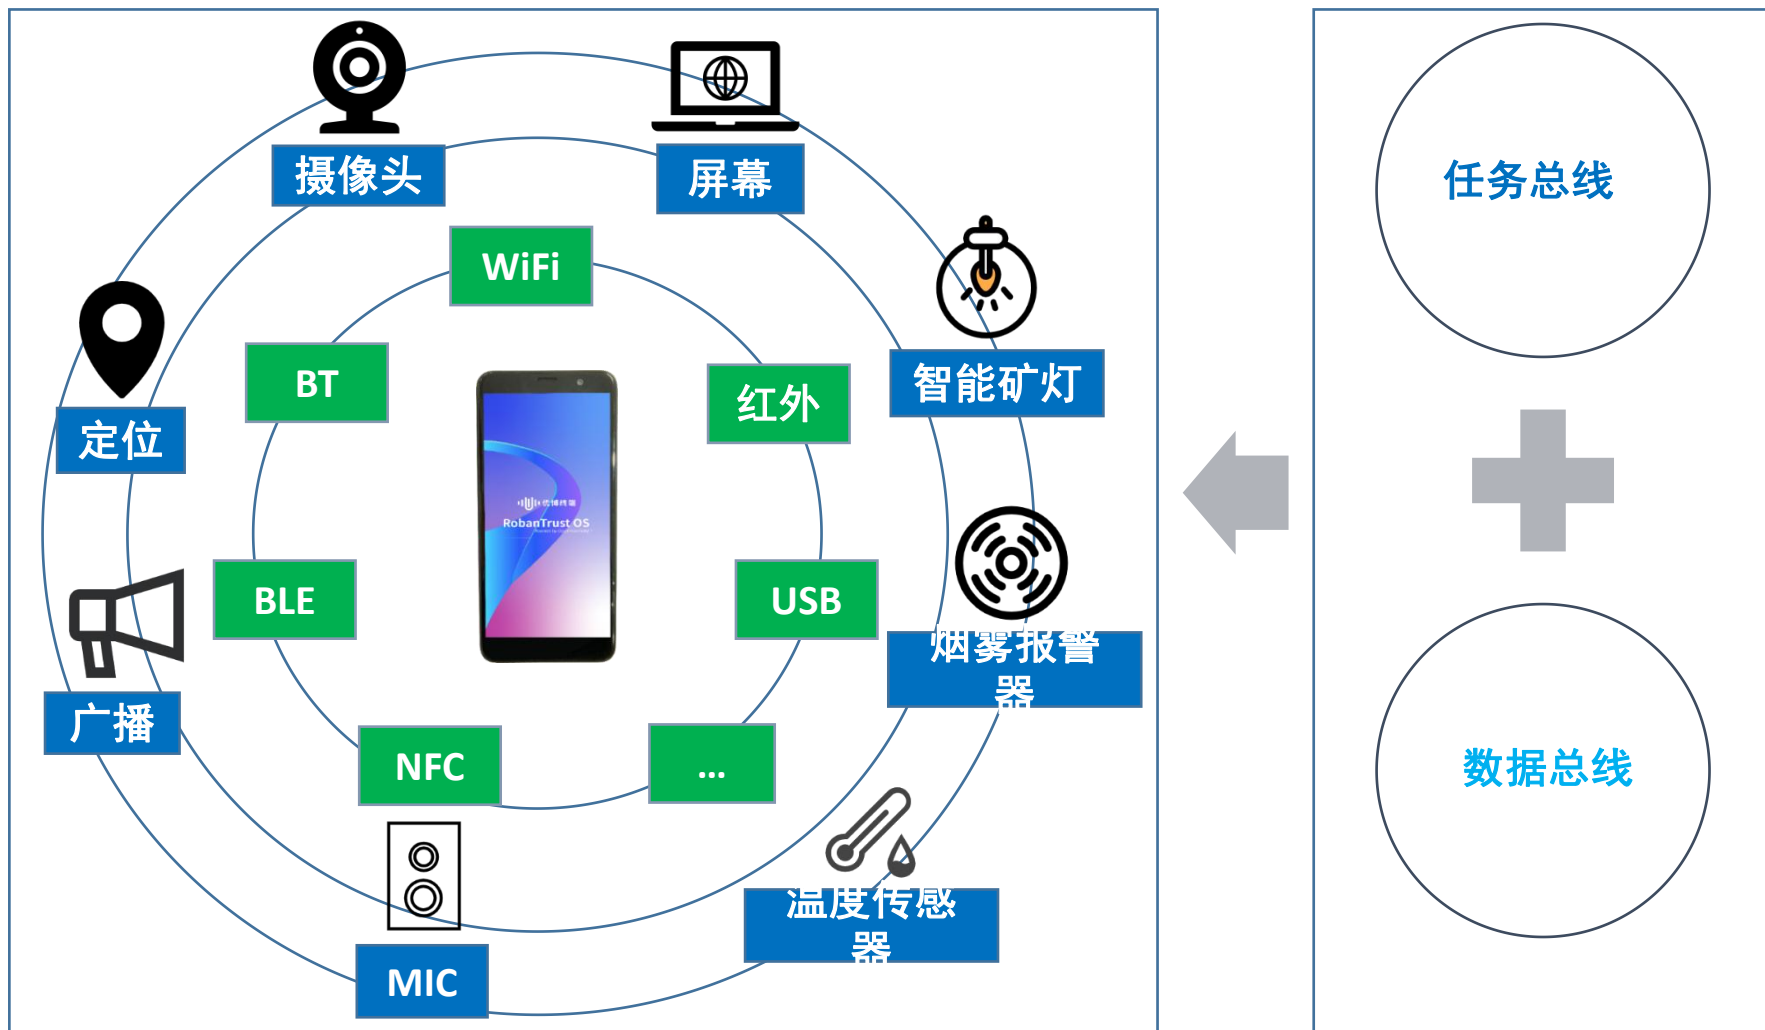 摄像头
屏幕
WiFi
BT
红外
智能矿灯
定位
RobanTrust OS
BLE
USB
烟雾报警
器
广播
NFC
...
温度传感
器
MIC
任务总线
数据总线